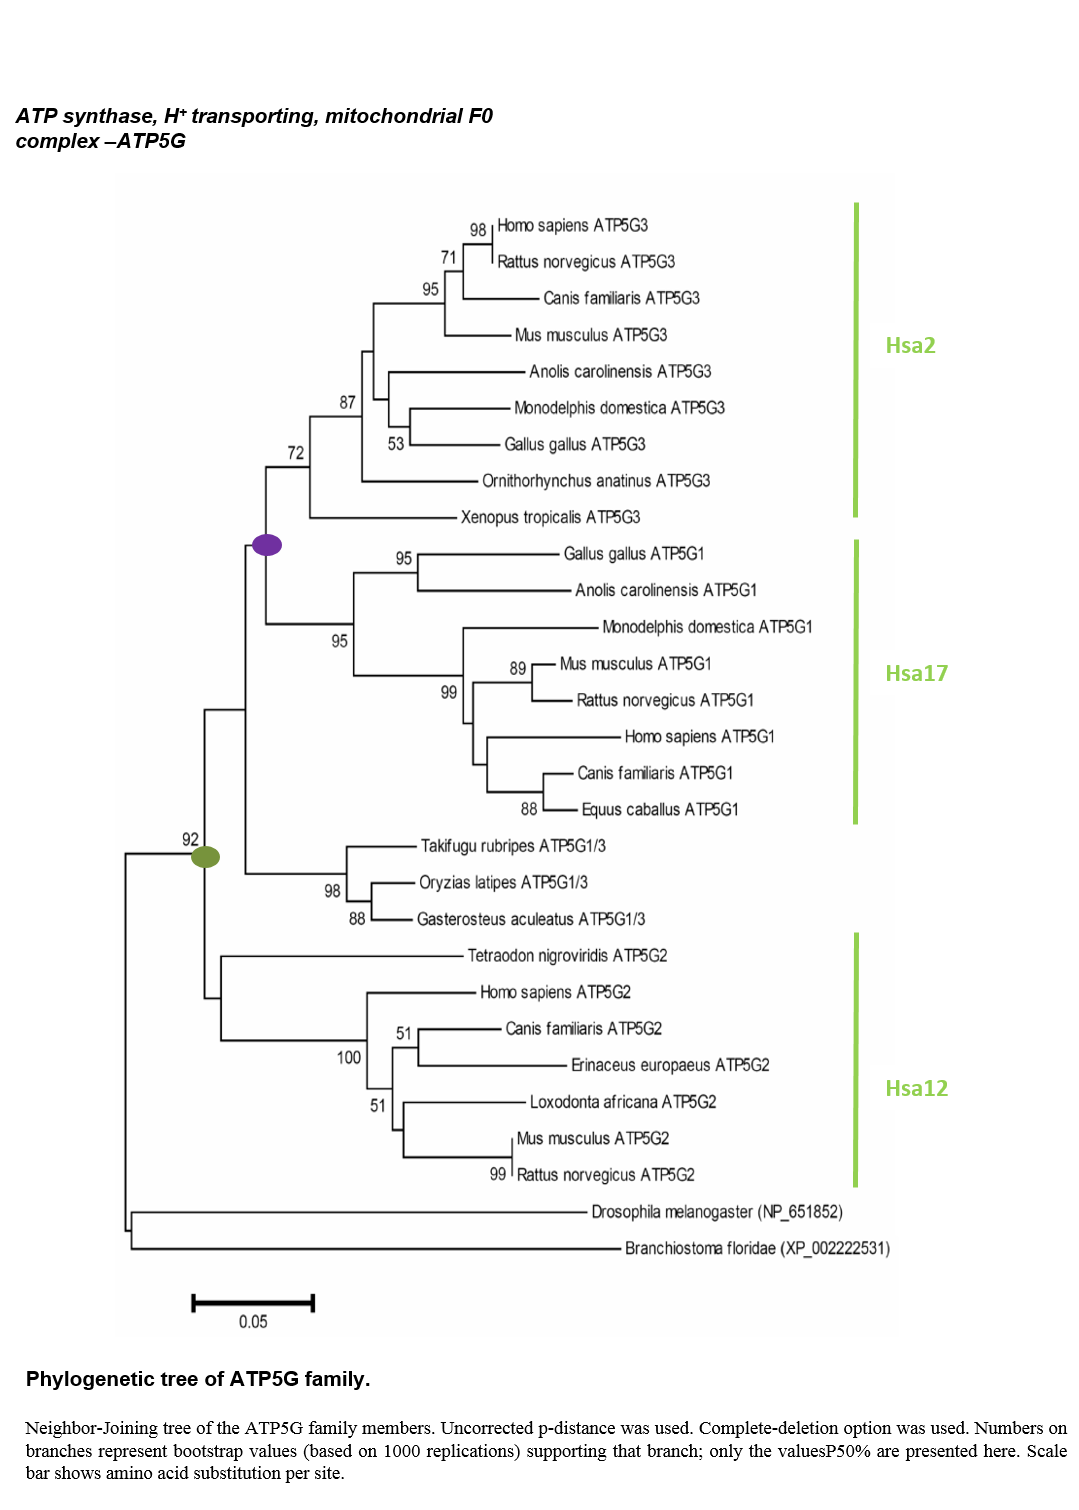 ATP synthase, H+ transporting, mitochondrial F0
complex –ATP5G
98
Homo sapiens ATP5G3
71
Rattus norvegicus ATP5G3
95
Canis familiaris ATP5G3
Mus musculus ATP5G3
Hsa2
Anolis carolinensis ATP5G3
87
Monodelphis domestica ATP5G3
53
Gallus gallus ATP5G3
72
Ornithorhynchus anatinus ATP5G3
Xenopus tropicalis ATP5G3
95
Gallus gallus ATP5G1
Anolis carolinensis ATP5G1
95
Monodelphis domestica ATP5G1
89
Mus musculus ATP5G1
Hsa17
99
Rattus norvegicus ATP5G1
Homo sapiens ATP5G1
Canis familiaris ATP5G1
88
Equus caballus ATP5G1
92
Takifugu rubripes ATP5G1/3
98
Oryzias latipes ATP5G1/3
88
Gasterosteus aculeatus ATP5G1/3
Tetraodon nigroviridis ATP5G2
Homo sapiens ATP5G2
51
Canis familiaris ATP5G2
100
Erinaceus europaeus ATP5G2
Hsa12
51
Loxodonta africana ATP5G2
Mus musculus ATP5G2
99
Rattus norvegicus ATP5G2
Drosophila melanogaster (NP_651852)
Branchiostoma floridae (XP_002222531)
0.05
Phylogenetic tree of ATP5G family.
Neighbor-Joining tree of the ATP5G family members. Uncorrected p-distance was used. Complete-deletion option was used. Numbers on
branches represent bootstrap values (based on 1000 replications) supporting that branch; only the valuesP50% are presented here. Scale
bar shows amino acid substitution per site.